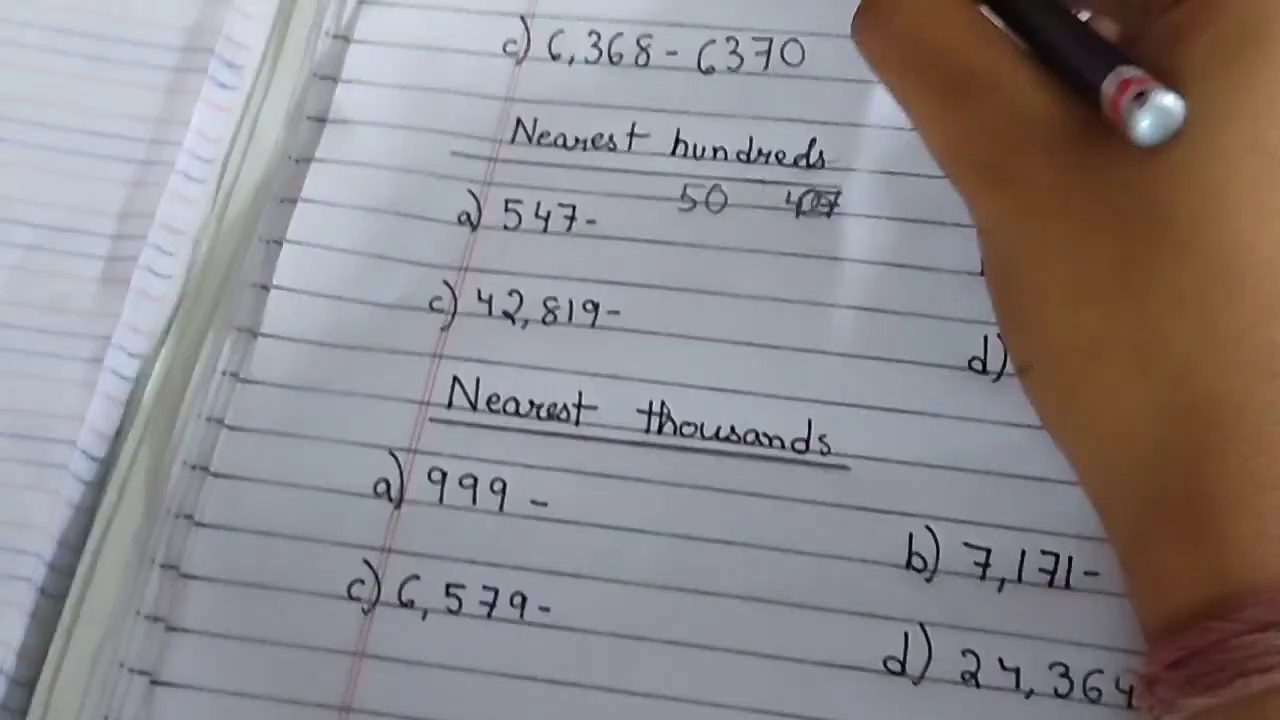 c) 6,368 - 6370
Nearest hundreds
50
a) 547-
c) 42,819-
d)
Nearest thousands
a) 999 -
b) 7,171-
c) 6,579-
d) 24,364